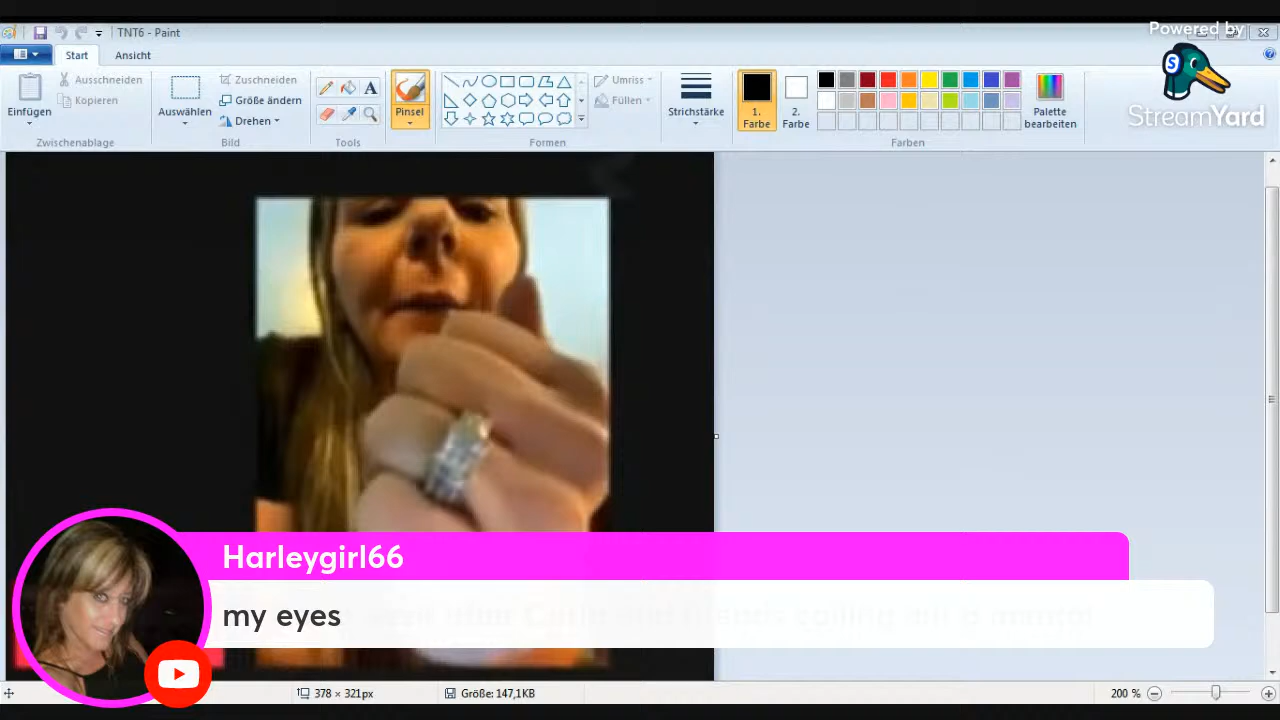 TNT6 - Paint
Powered by
StreamYard
Start
Ansicht
Einfügen
Ausschneiden
Kopieren
Zwischenablage
Auswählen
Zuschneiden
Größe ändern
Drehen
Bild
A
Tools
Pinsel
Formen
Umriss
Füllen
Strichstärke
1. Farbe
2. Farbe
Palette bearbeiten
Farben
Harleygirl66
my eyes
378 × 321px
Größe: 147,1KB
200 %